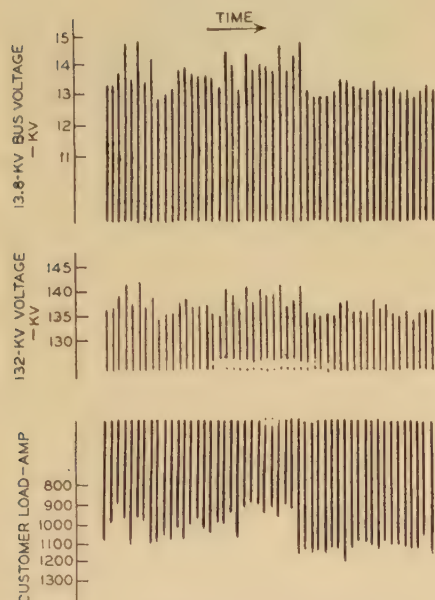 TIME
13.8-KV BUS VOLTAGE
–KV
15
14
13
12
11
132-KV VOLTAGE
–KV
145
140
135
130
CUSTOMER LOAD–AMP
800
900
1000
1100
1200
1300